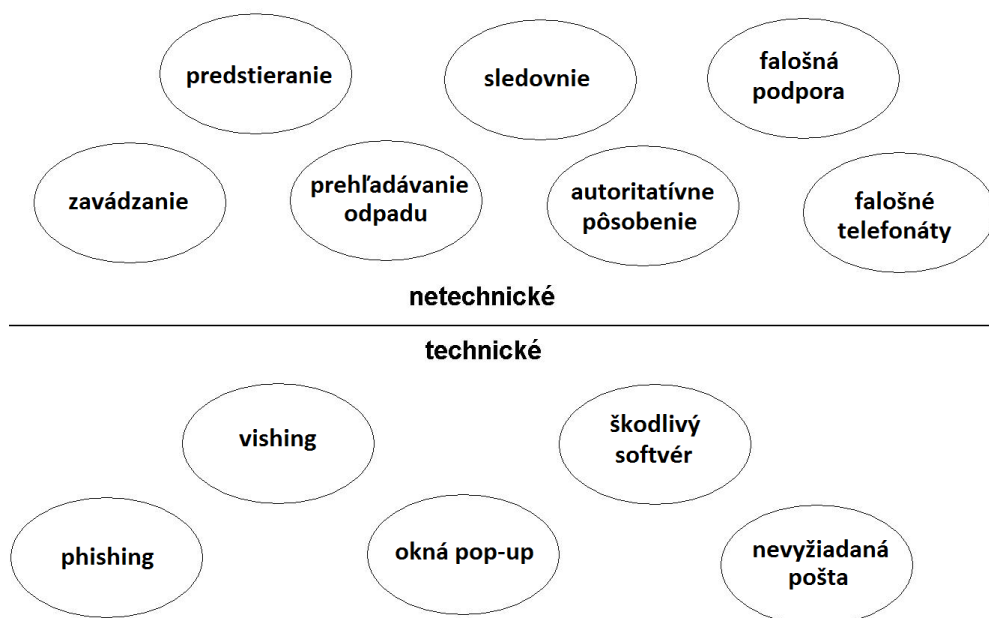 predstieranie
sledovnie
falošná
podpora
zavádzanie
prehľadávanie
odpadu
autoritatívne
pôsobenie
falošné
telefonáty
netechnické
technické
vishing
škodlivý
softvér
phishing
okná pop-up
nevyžiadaná
pošta